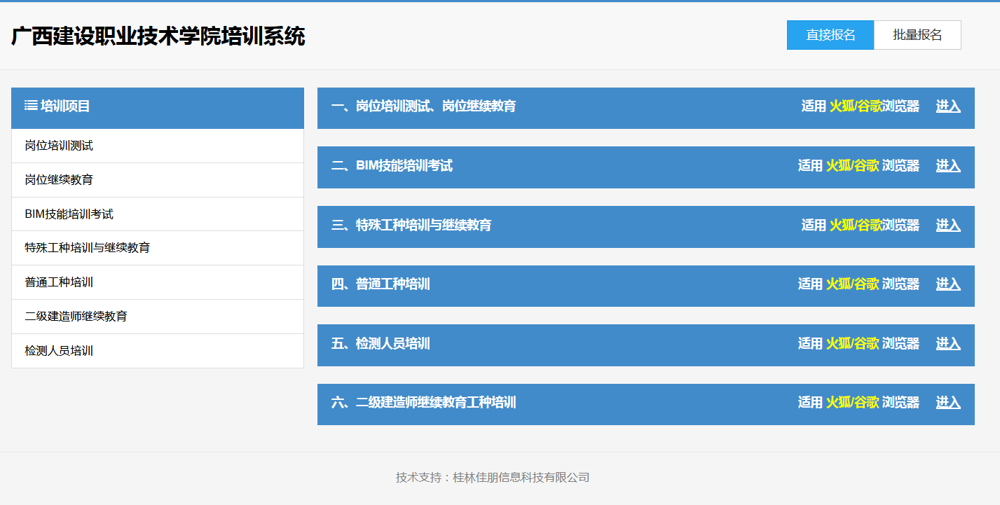 广西建设职业技术学院培训系统
直接报名
批量报名
培训项目
岗位培训测试
岗位继续教育
BIM技能培训考试
特殊工种培训与继续教育
普通工种培训
二级建造师继续教育
检测人员培训
一、岗位培训测试、岗位继续教育 适用 火狐/谷歌浏览器 进入
二、BIM技能培训考试 适用 火狐/谷歌 浏览器 进入
三、特殊工种培训与继续教育 适用 火狐/谷歌浏览器 进入
四、普通工种培训 适用 火狐/谷歌 浏览器 进入
五、检测人员培训 适用 火狐/谷歌 浏览器 进入
六、二级建造师继续教育工种培训 适用 火狐/谷歌 浏览器 进入
技术支持：桂林佳朋信息科技有限公司